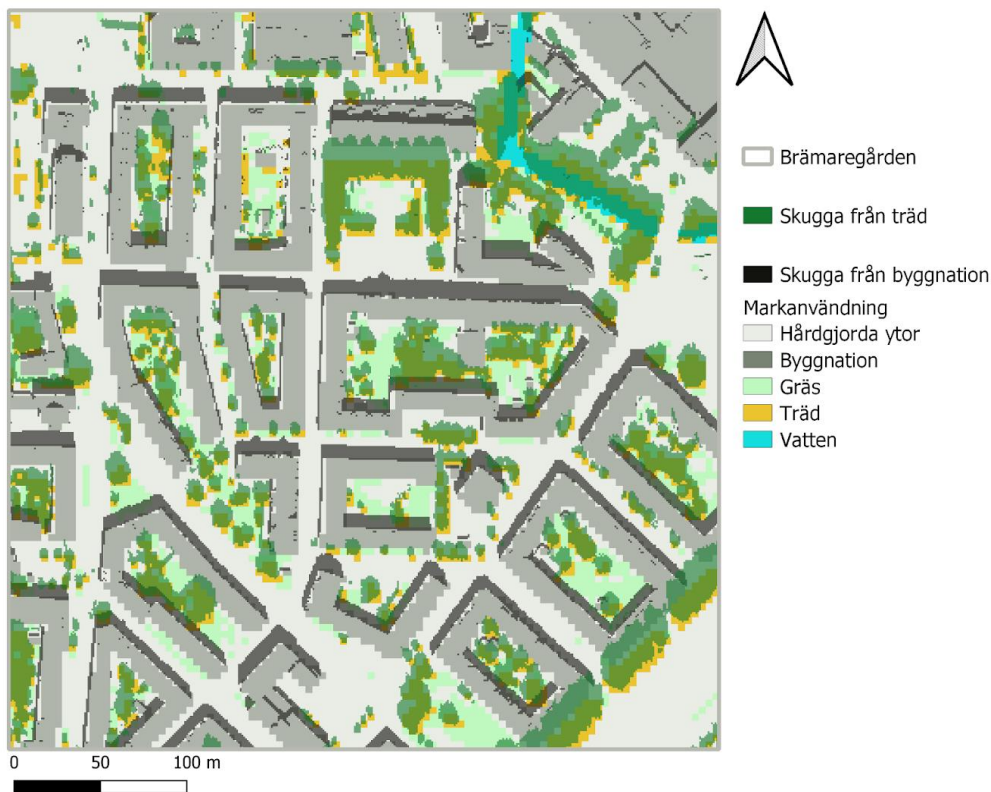 Brämaregården
Skugga från träd
Skugga från byggnation
Markanvändning
Hårdgjorda ytor
Byggnation
Gräs
Träd
Vatten
0 50 100 m